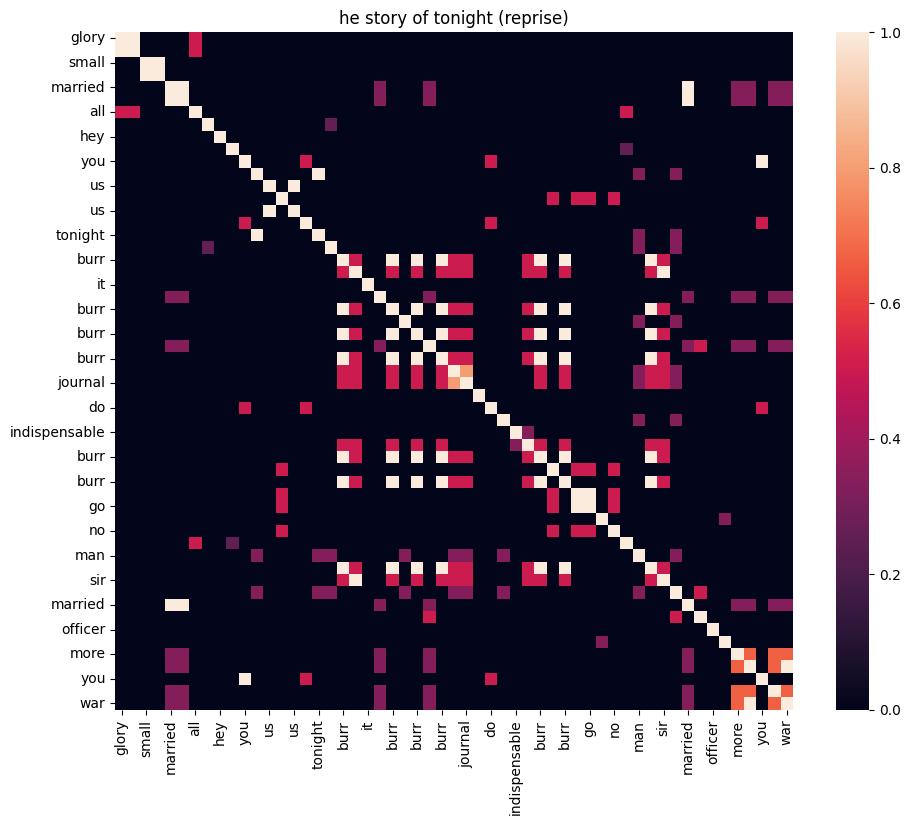 he story of tonight (reprise)
glory
small
married
all
hey
you
us
us
tonight
burr
it
burr
burr
burr
journal
do
indispensable
burr
burr
go
no
man
sir
married
officer
more
you
war
1.0
0.8
0.6
0.4
0.2
0.0
glory
small
married
all
hey
you
us
us
tonight
burr
it
burr
burr
burr
journal
do
indispensable
burr
burr
go
no
man
sir
married
officer
more
you
war